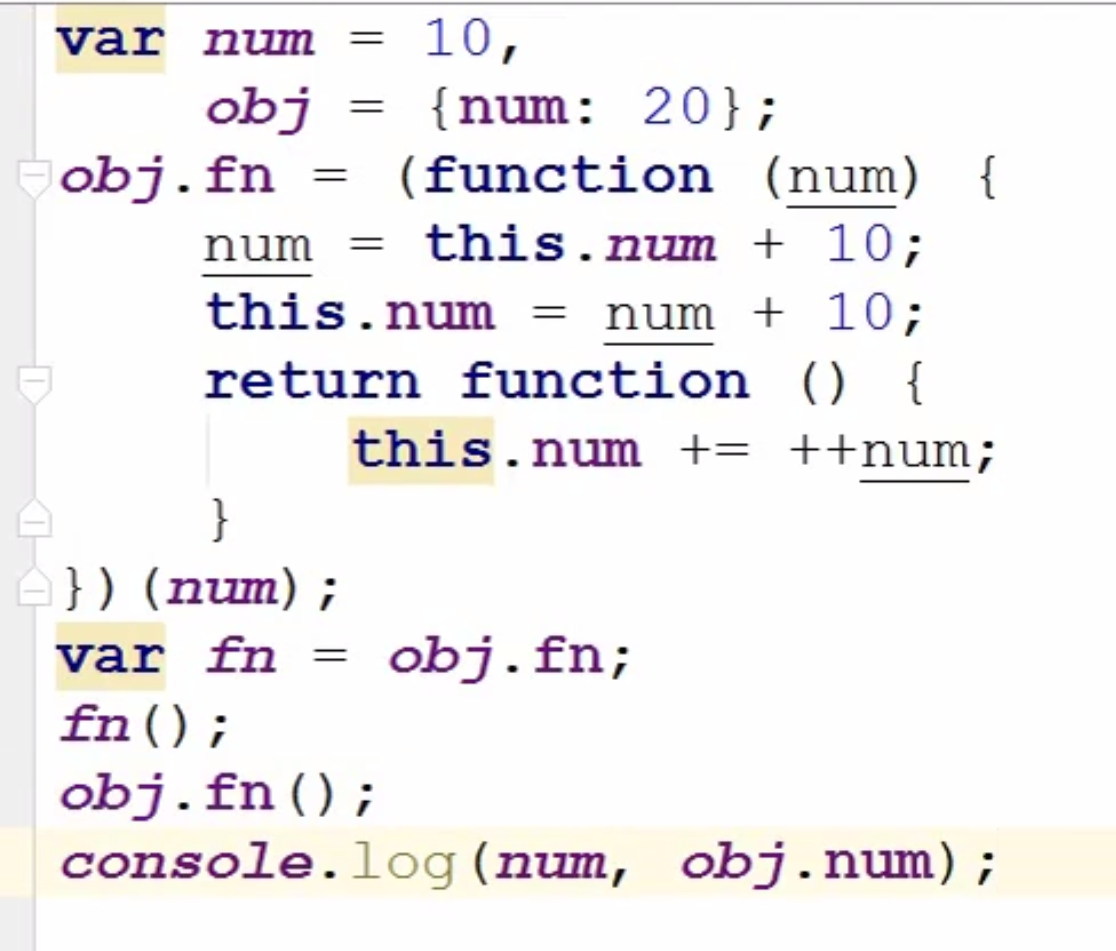 var num = 10,
    obj = {num: 20};
obj.fn = (function (num) {
    num = this.num + 10;
    this.num = num + 10;
    return function () {
        this.num += ++num;
    }
})(num);
var fn = obj.fn;
fn();
obj.fn();
console.log(num, obj.num);